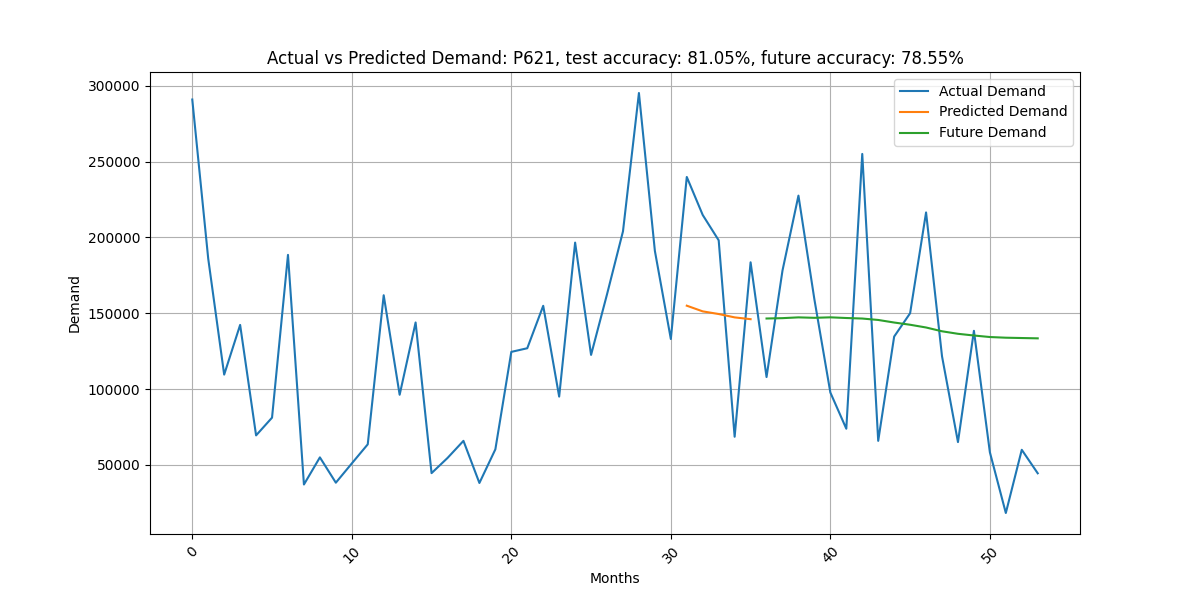 Actual vs Predicted Demand: P621, test accuracy: 81.05%, future accuracy: 78.55%
Actual Demand
Predicted Demand
Future Demand
300000
250000
200000
150000
100000
50000
Demand
0
10
20
30
40
50
Months